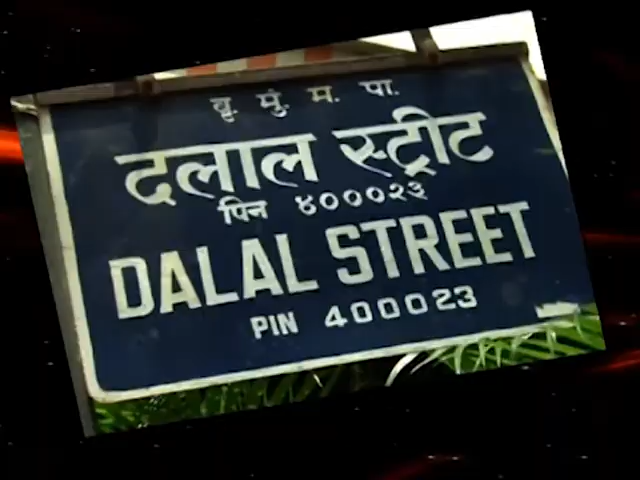 बृ. मुं. म. पा.
दलाल स्ट्रीट
पिन ४०००२३
DALAL STREET
PIN 400023